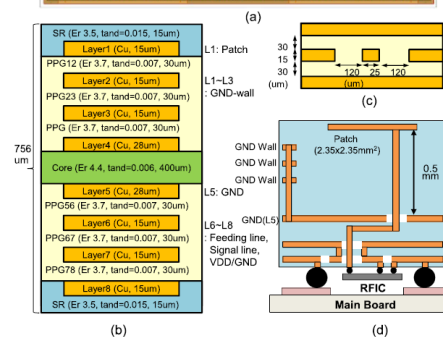 (a)
SR (Er 3.5, tand=0.015, 15um)
Layer1 (Cu, 15um)
PPG12 (Er 3.7, tand=0.007, 30um)
Layer2 (Cu, 15um)
PPG23 (Er 3.7, tand=0.007, 30um)
Layer3 (Cu, 15um)
PPG (Er 3.7, tand=0.007, 30um)
Layer4 (Cu, 28um)
Core (Er 4.4, tand=0.006, 400um)
Layer5 (Cu, 28um)
PPG56 (Er 3.7, tand=0.007, 30um)
Layer6 (Cu, 15um)
PPG67 (Er 3.7, tand=0.007, 30um)
Layer7 (Cu, 15um)
PPG78 (Er 3.7, tand=0.007, 30um)
Layer8 (Cu, 15um)
SR (Er 3.5, tand=0.015, 15um)
756
um
L1: Patch
L1~L3
: GND-wall
L5: GND
L6~L8
: Feeding line,
Signal line,
VDD/GND
(b)
30
15
30
(um)
120 25 120
(um)
(c)
Patch
(2.35x2.35mm²)
GND Wall
GND Wall
GND Wall
0.5
mm
GND(L5)
RFIC
Main Board
(d)